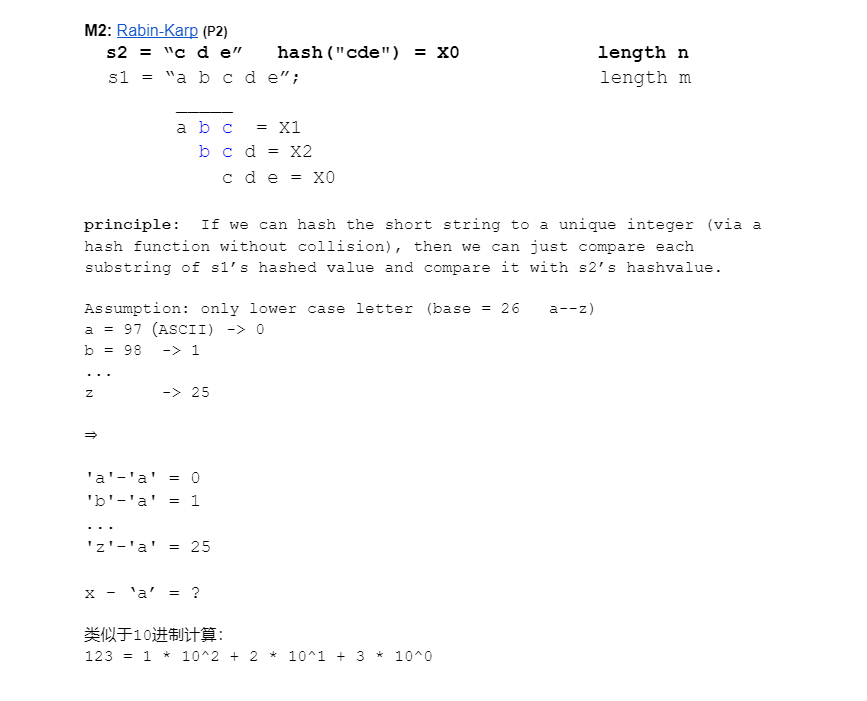 M2: Rabin-Karp (P2)
s2 = “c d e” hash("cde") = X0 length n
s1 = “a b c d e”; length m
_____
a b c = X1
b c d = X2
c d e = X0
principle: If we can hash the short string to a unique integer (via a
hash function without collision), then we can just compare each
substring of s1’s hashed value and compare it with s2’s hashvalue.
Assumption: only lower case letter (base = 26 a--z)
a = 97 (ASCII) -> 0
b = 98 -> 1
...
z -> 25
⇒
'a'-'a' = 0
'b'-'a' = 1
...
'z'-'a' = 25
x - ‘a’ = ?
类似于10进制计算：
123 = 1 * 10^2 + 2 * 10^1 + 3 * 10^0